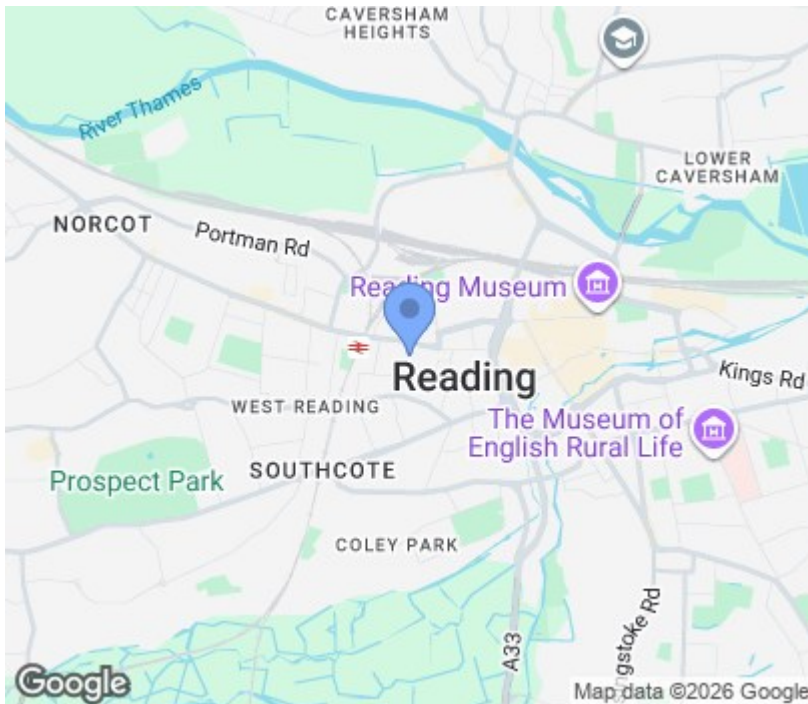 CAVERSHAM
HEIGHTS
River Thames
LOWER
CAVERSHAM
NORCOT
Portman Rd
Reading Museum
Reading
Kings Rd
WEST READING
The Museum of
English Rural Life
SOUTHCOTE
Prospect Park
COLEY PARK
A33
ingstoke Rd
Google
Map data ©2026 Google